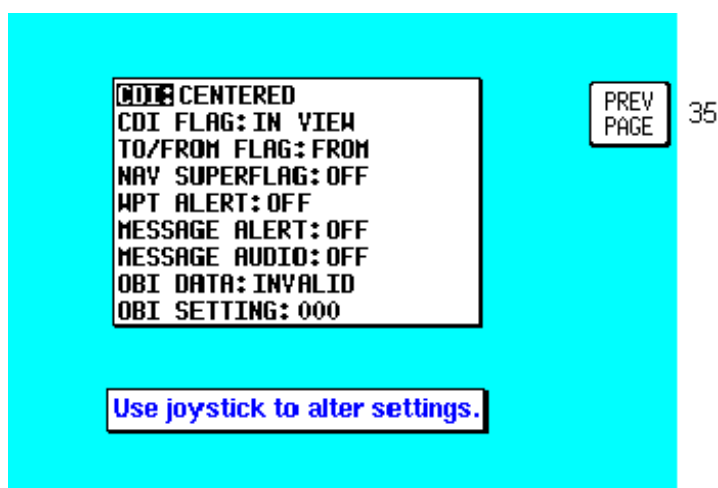 CDI: CENTERED
CDI FLAG: IN VIEW
TO/FROM FLAG: FROM
NAV SUPERFLAG: OFF
WPT ALERT: OFF
MESSAGE ALERT: OFF
MESSAGE AUDIO: OFF
OBI DATA: INVALID
OBI SETTING: 000
PREV
PAGE
35
Use joystick to alter settings.